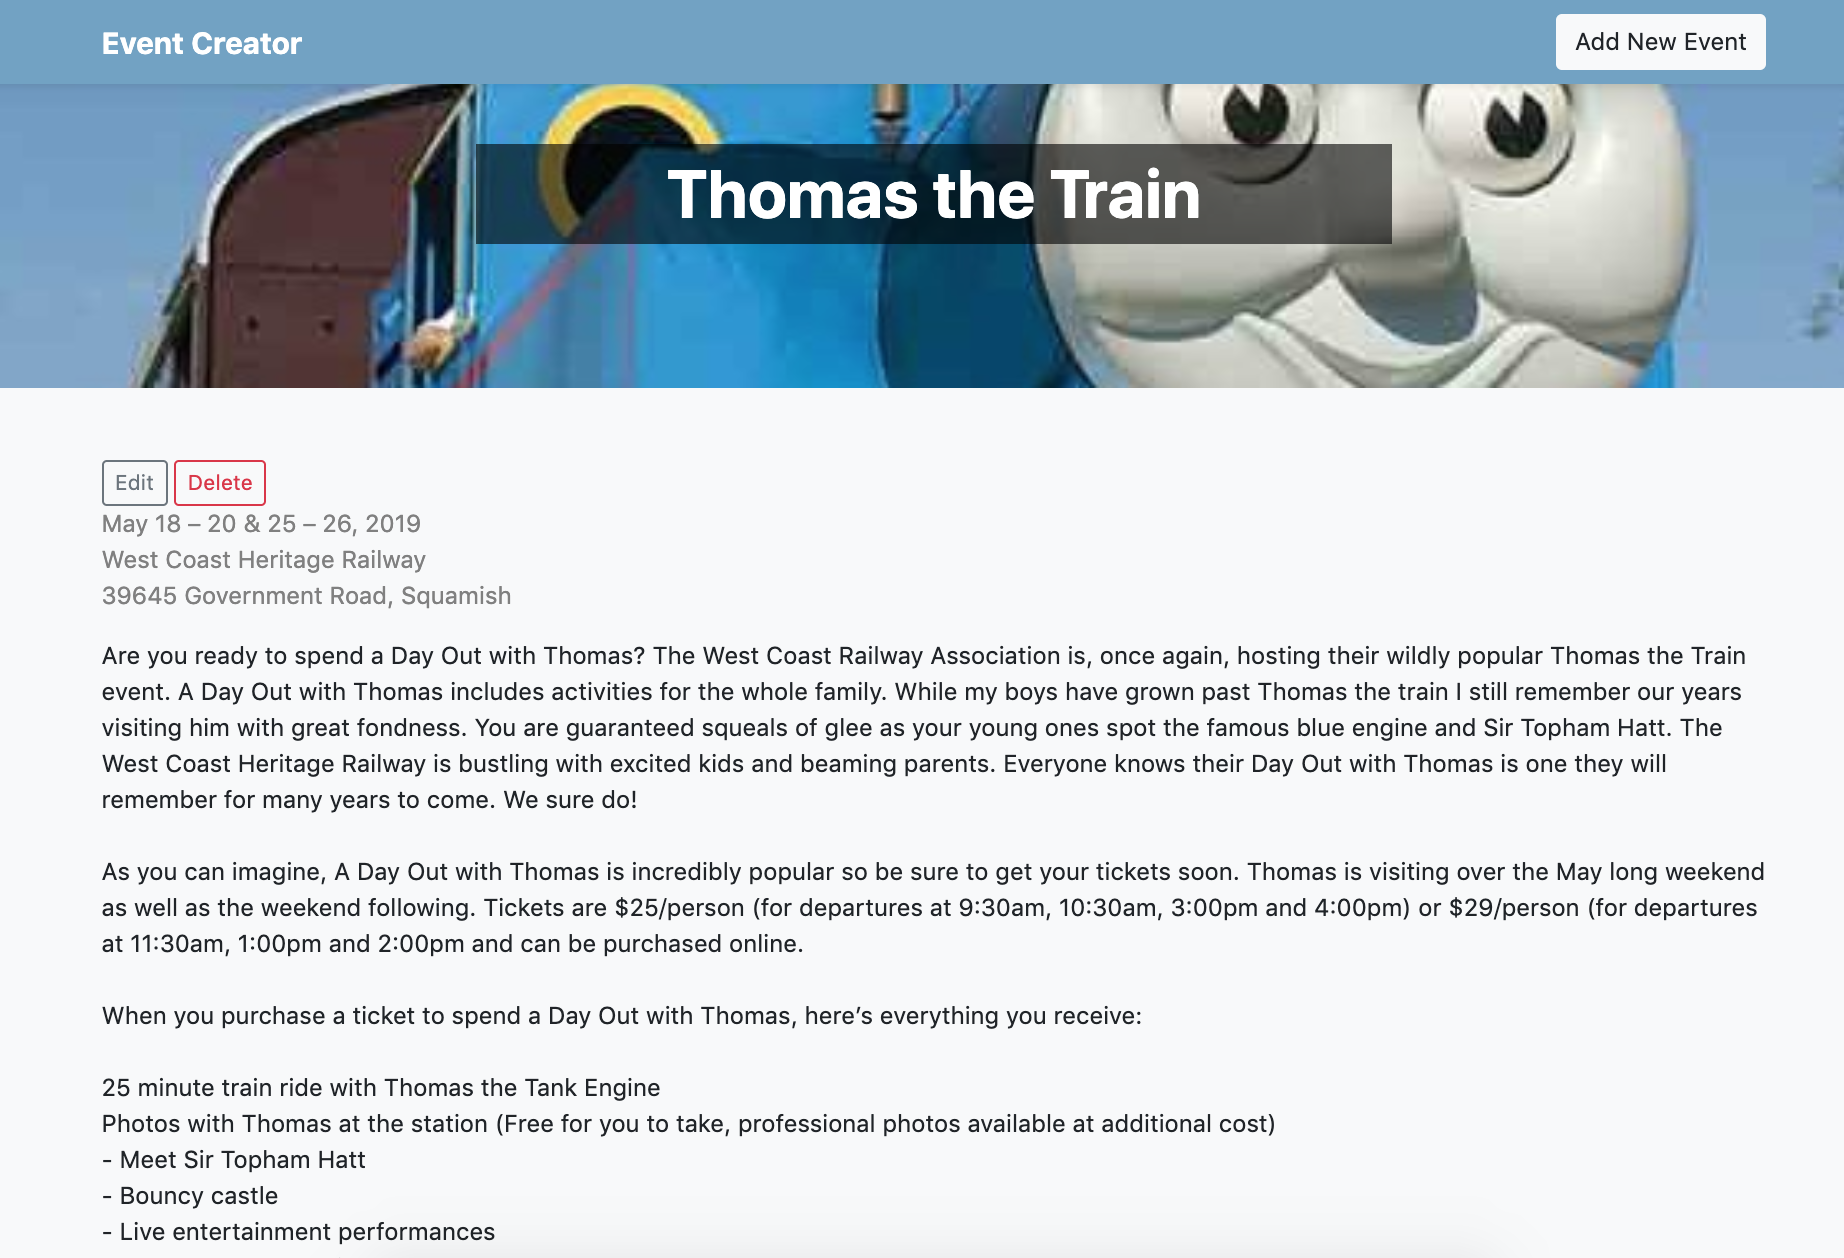 Event Creator
Add New Event
Thomas the Train
Edit
Delete
May 18 – 20 & 25 – 26, 2019
West Coast Heritage Railway
39645 Government Road, Squamish
Are you ready to spend a Day Out with Thomas? The West Coast Railway Association is, once again, hosting their wildly popular Thomas the Train
event. A Day Out with Thomas includes activities for the whole family. While my boys have grown past Thomas the train I still remember our years
visiting him with great fondness. You are guaranteed squeals of glee as your young ones spot the famous blue engine and Sir Topham Hatt. The
West Coast Heritage Railway is bustling with excited kids and beaming parents. Everyone knows their Day Out with Thomas is one they will
remember for many years to come. We sure do!
As you can imagine, A Day Out with Thomas is incredibly popular so be sure to get your tickets soon. Thomas is visiting over the May long weekend
as well as the weekend following. Tickets are $25/person (for departures at 9:30am, 10:30am, 3:00pm and 4:00pm) or $29/person (for departures
at 11:30am, 1:00pm and 2:00pm and can be purchased online.
When you purchase a ticket to spend a Day Out with Thomas, here’s everything you receive:
25 minute train ride with Thomas the Tank Engine
Photos with Thomas at the station (Free for you to take, professional photos available at additional cost)
- Meet Sir Topham Hatt
- Bouncy castle
- Live entertainment performances